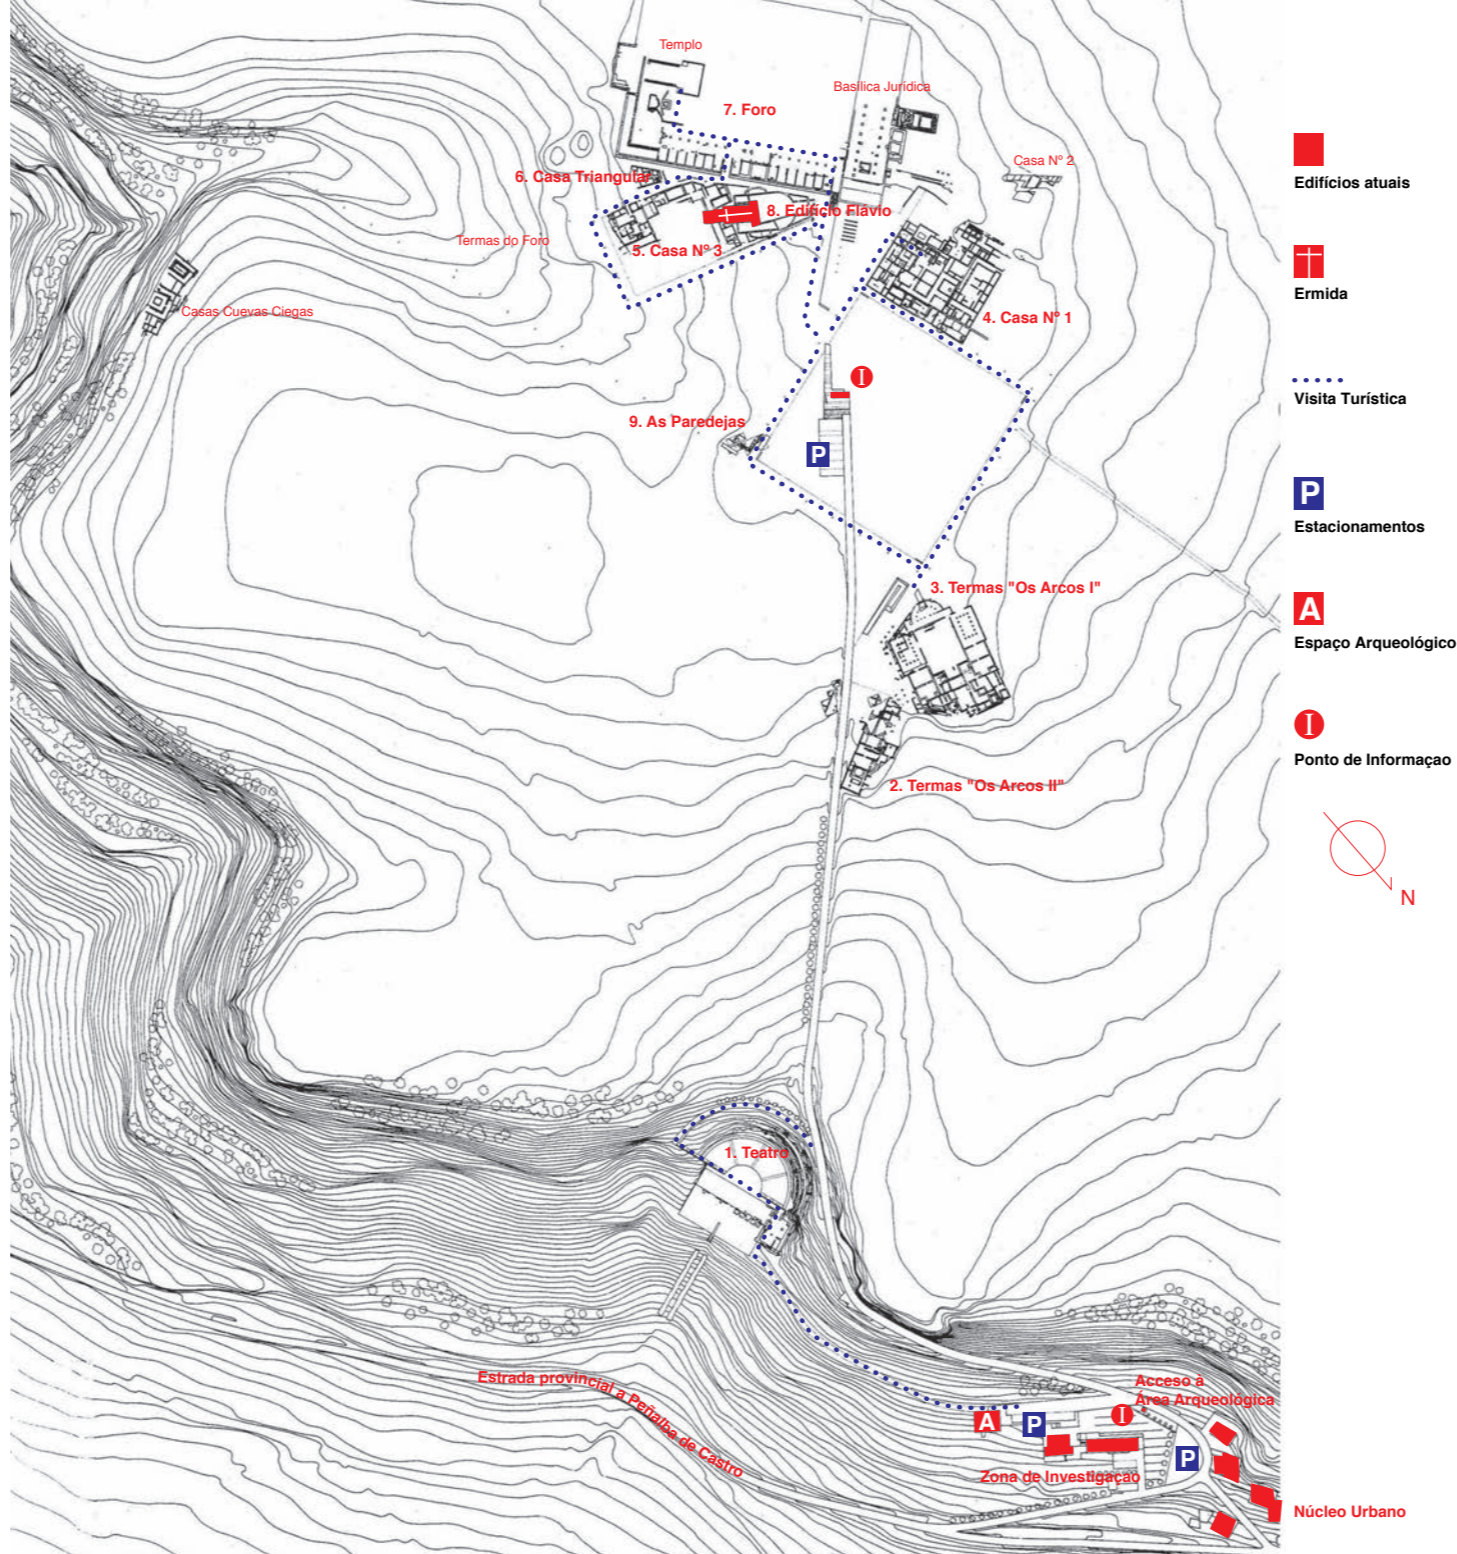 Templo
7. Foro
Basílica Jurídica
Casa Nº 2
6. Casa Triangular
8. Edifício Flávio
Termas do Foro
5. Casa Nº 3
Casas Cuevas Ciegas
4. Casa Nº 1
I
9. As Paredejas
P
3. Termas "Os Arcos I"
2. Termas "Os Arcos II"
1. Teatro
Estrada provincial a Peñalba de Castro
Acceso à
Área Arqueológica
A
P
I
P
Zona de Investigaçao
Núcleo Urbano
Edifícios atuais
Ermida
Visita Turística
P
Estacionamentos
A
Espaço Arqueológico
I
Ponto de Informaçao
N